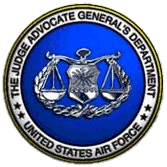 THE JUDGE ADVOCATE GENERAL'S DEPARTMENT
UNITED STATES AIR FORCE